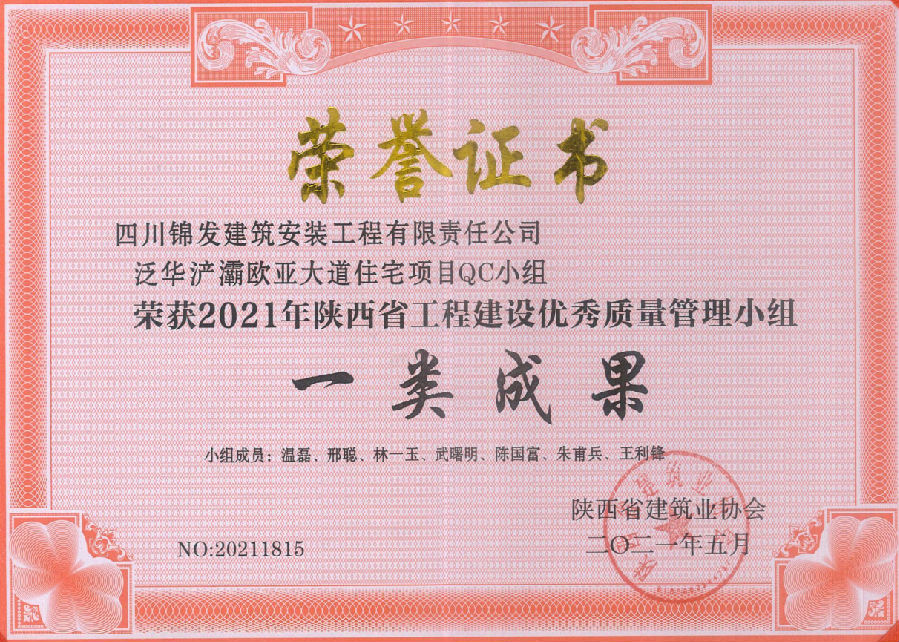 荣誉证书
四川锦发建筑安装工程有限责任公司
泛华浐灞欧亚大道住宅项目QC小组
荣获2021年陕西省工程建设优秀质量管理小组
一类成果
小组成员：温磊、邢聪、林一玉、武曙明、陈国富、朱甫兵、王利锋
陕西省建筑业协会
NO:20211815
二〇二一年五月